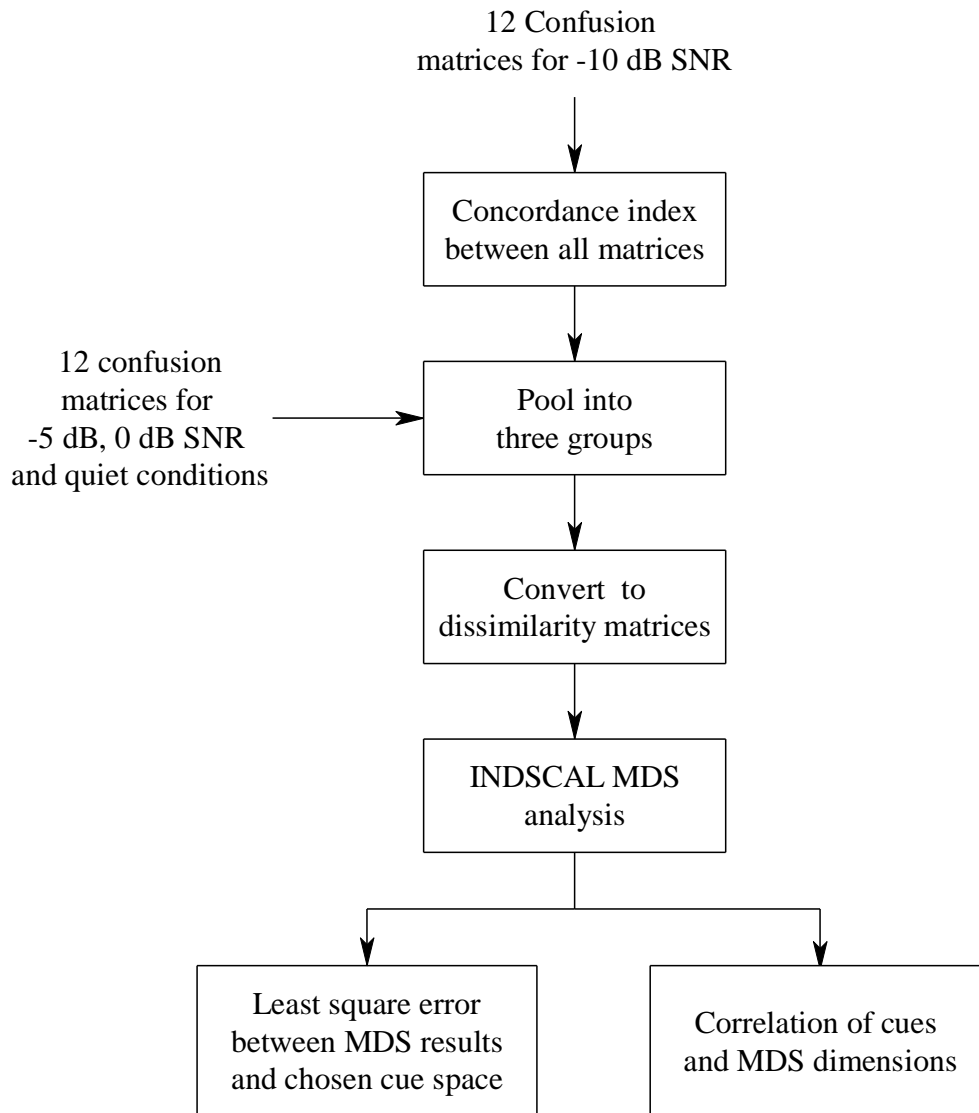 12 Confusion
matrices for -10 dB SNR
Concordance index
between all matrices
12 confusion
matrices for
-5 dB, 0 dB SNR
and quiet conditions
Pool into
three groups
Convert to
dissimilarity matrices
INDSCAL MDS
analysis
Least square error
between MDS results
and chosen cue space
Correlation of cues
and MDS dimensions